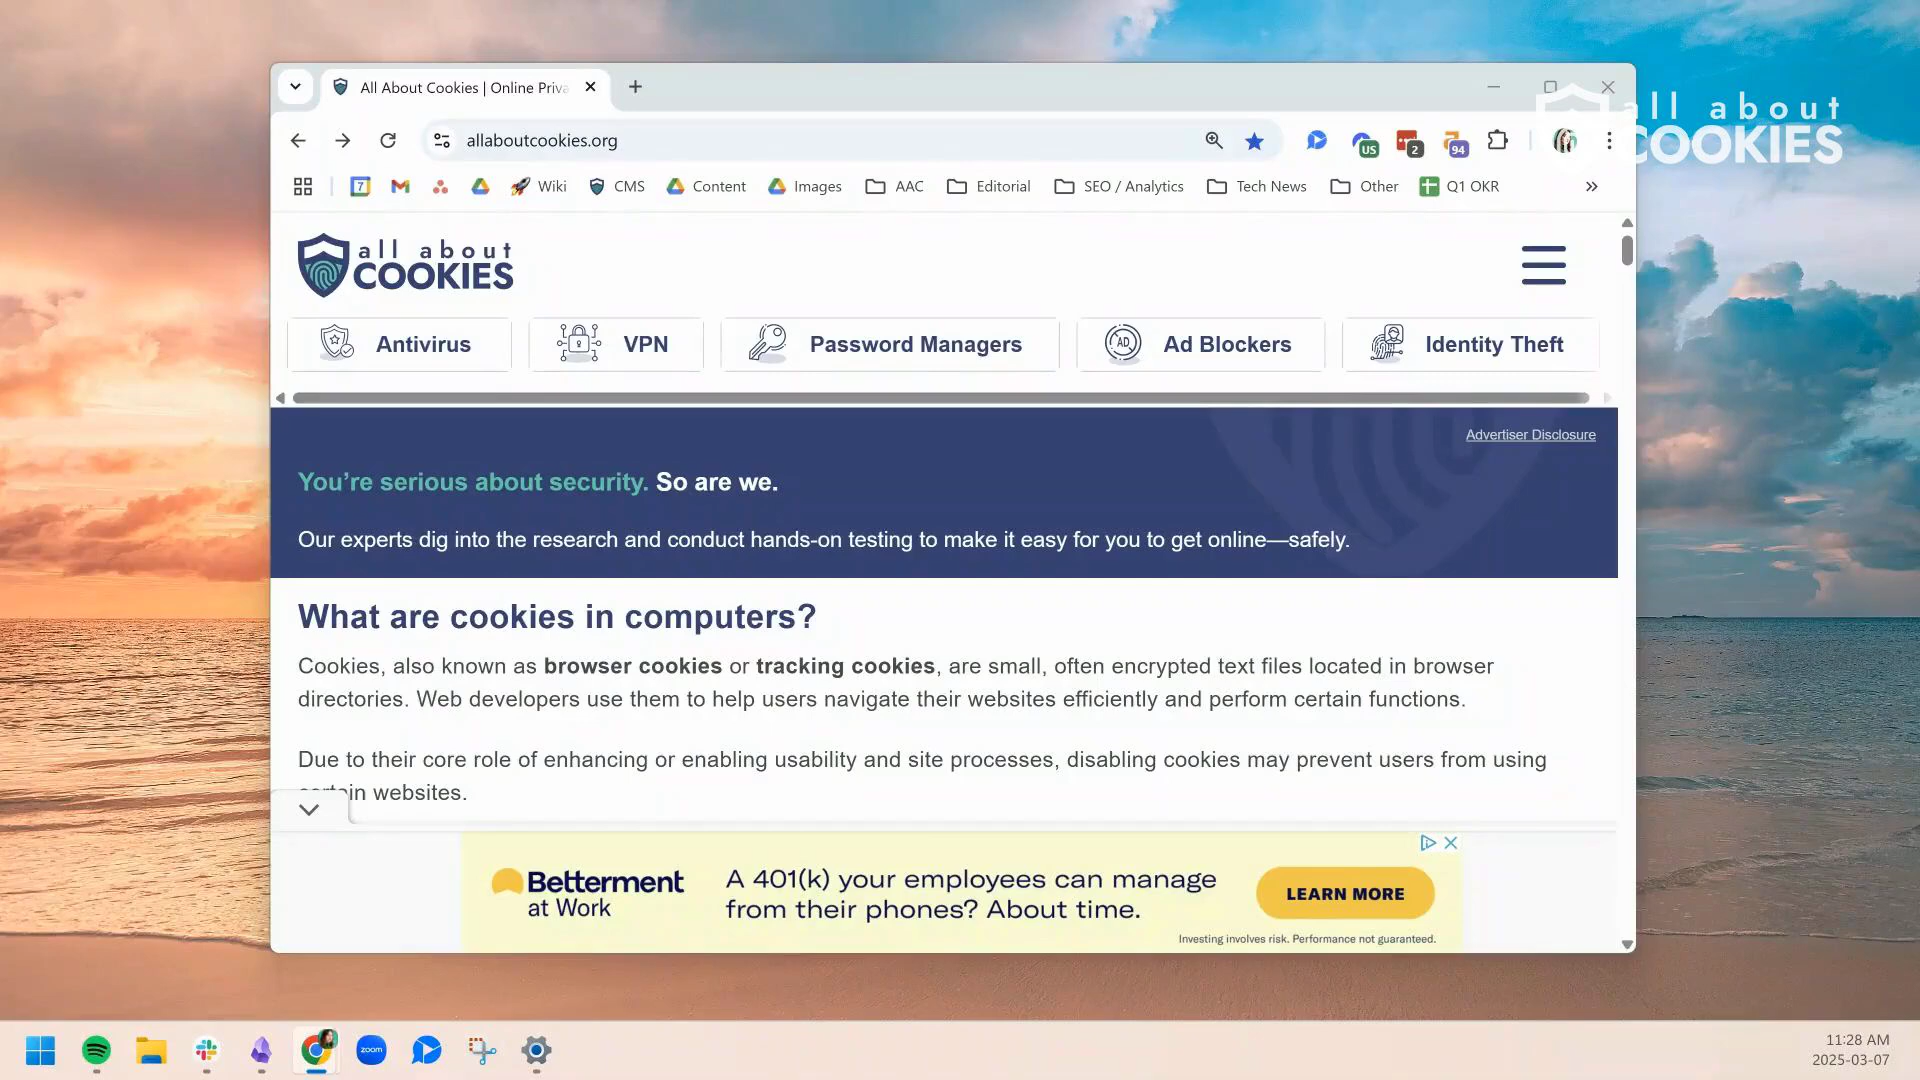 All About Cookies | Online Priva
allaboutcookies.org
US
2
94
7
Wiki
CMS
Content
Images
AAC
Editorial
SEO / Analytics
Tech News
Other
Q1 OKR
all about
COOKIES
all about
COOKIES
Antivirus
VPN
AD
Password Managers
Ad Blockers
Identity Theft
Advertiser Disclosure
You're serious about security. So are we.
Our experts dig into the research and conduct hands-on testing to make it easy for you to get online—safely.
What are cookies in computers?
Cookies, also known as browser cookies or tracking cookies, are small, often encrypted text files located in browser
directories. Web developers use them to help users navigate their websites efficiently and perform certain functions.
Due to their core role of enhancing or enabling usability and site processes, disabling cookies may prevent users from using
certain websites.
Betterment
at Work
A 401(k) your employees can manage
from their phones? About time.
LEARN MORE
Investing involves risk. Performance not guaranteed.
zoom
11:28 AM
2025-03-07